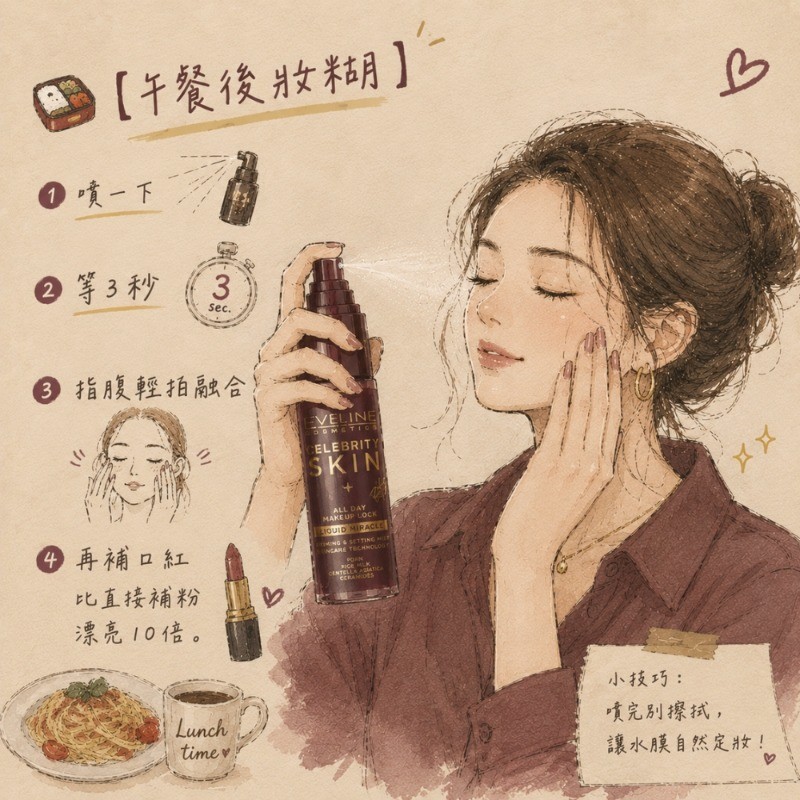 【午餐後妝糊】
1 噴一下
2 等3秒
3
sec.
3 指腹輕拍融合
4 再補口紅
比直接補粉
漂亮10倍。
EVELINE
COSMETICS
CELEBRITY
SKIN
ALL DAY
MAKEUP LOCK
LIQUID MIRACLE
SKINCARE TECHNOLOGY
RICE MILK
CENTELLA ASIATICA
CERAMIDES
Lunch
time
小技巧：
噴完別擦拭，
讓水膜自然定妝！